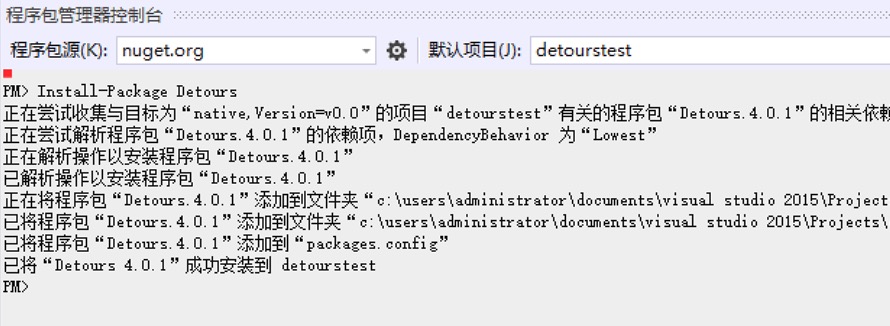 程序包管理器控制台
程序包源(K): nuget.org 默认项目(J): detourstest
PM> Install-Package Detours
正在尝试收集与目标为“native,Version=v0.0”的项目“detourstest”有关的程序包“Detours.4.0.1”的相关依赖
正在尝试解析程序包“Detours.4.0.1”的依赖项，DependencyBehavior 为“Lowest”
正在解析操作以安装程序包“Detours.4.0.1”
已解析操作以安装程序包“Detours.4.0.1”
正在将程序包“Detours.4.0.1”添加到文件夹“c:\users\administrator\documents\visual studio 2015\Project
已将程序包“Detours.4.0.1”添加到文件夹“c:\users\administrator\documents\visual studio 2015\Projects\
已将程序包“Detours.4.0.1”添加到“packages.config”
已将“Detours 4.0.1”成功安装到 detourstest
PM>